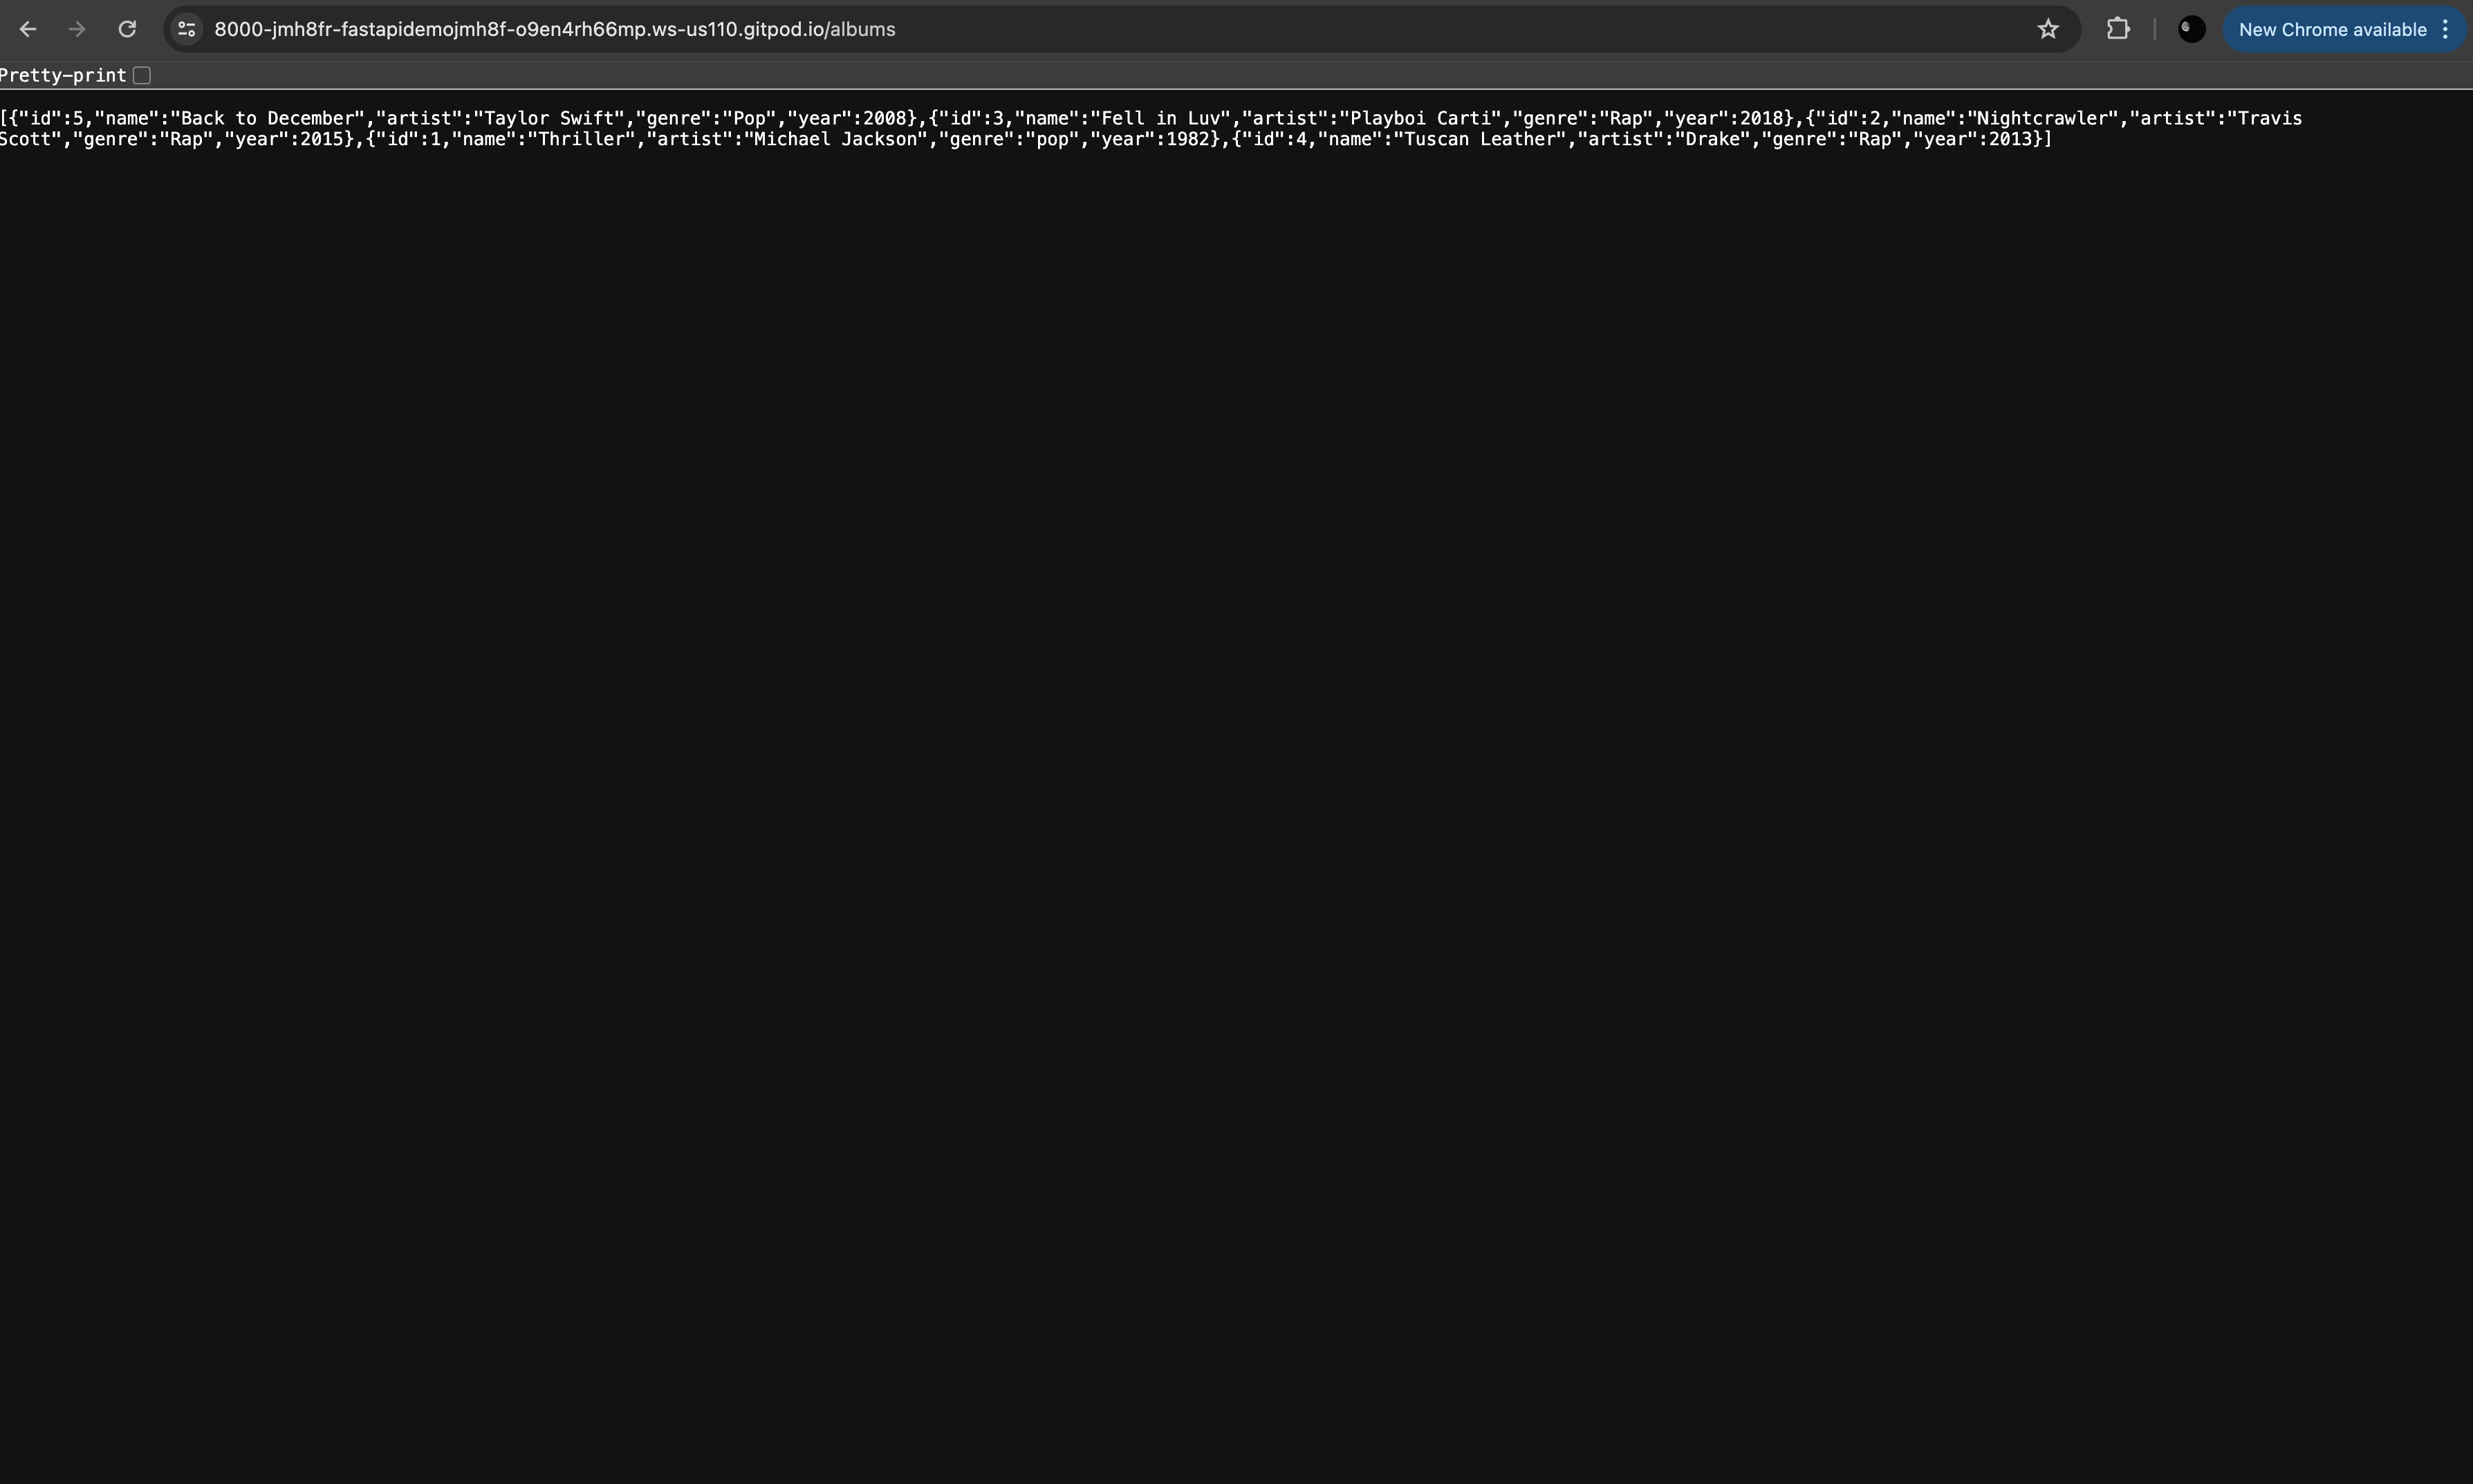 8000-jmh8fr-fastapidemojmh8f-o9en4rh66mp.ws-us110.gitpod.io/albums
New Chrome available
Pretty-print
[{"id":5,"name":"Back to December","artist":"Taylor Swift","genre":"Pop","year":2008},{"id":3,"name":"Fell in Luv","artist":"Playboi Carti","genre":"Rap","year":2018},{"id":2,"name":"Nightcrawler","artist":"Travis
Scott","genre":"Rap","year":2015},{"id":1,"name":"Thriller","artist":"Michael Jackson","genre":"pop","year":1982},{"id":4,"name":"Tuscan Leather","artist":"Drake","genre":"Rap","year":2013}]